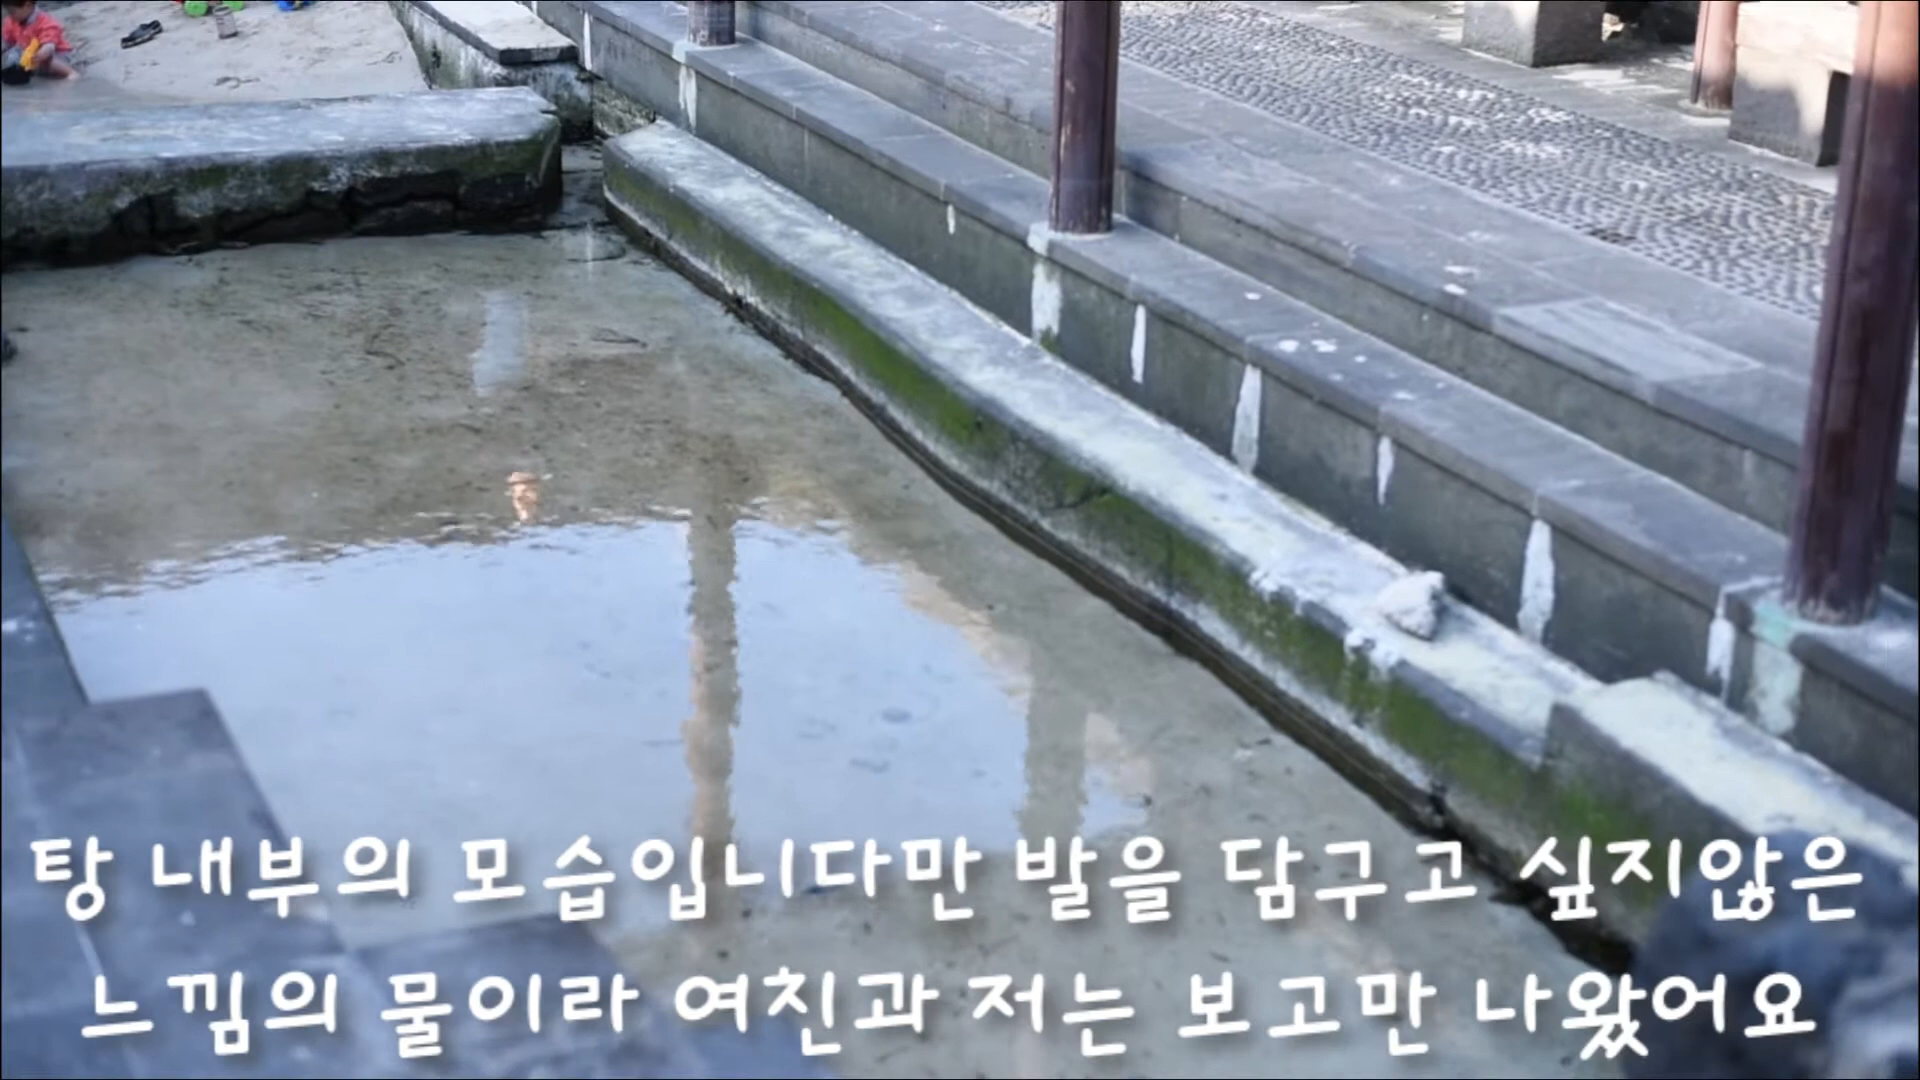 탕 내부의 모습입니다만 발을 담구고 싶지않은
느낌의 물이라 여친과 저는 보고만 나왔어요